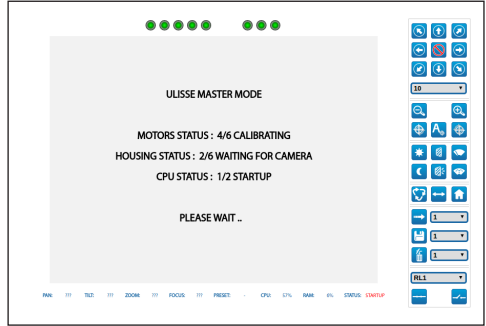 ULISSE MASTER MODE
MOTORS STATUS : 4/6 CALIBRATING
HOUSING STATUS : 2/6 WAITING FOR CAMERA
CPU STATUS : 1/2 STARTUP
PLEASE WAIT ..
10
A
1
1
1
RL1
PAN: ??? TILT: ??? ZOOM: ??? FOCUS: ??? PRESET: - CPU: 57% RAM: 8% STATUS: STARTUP